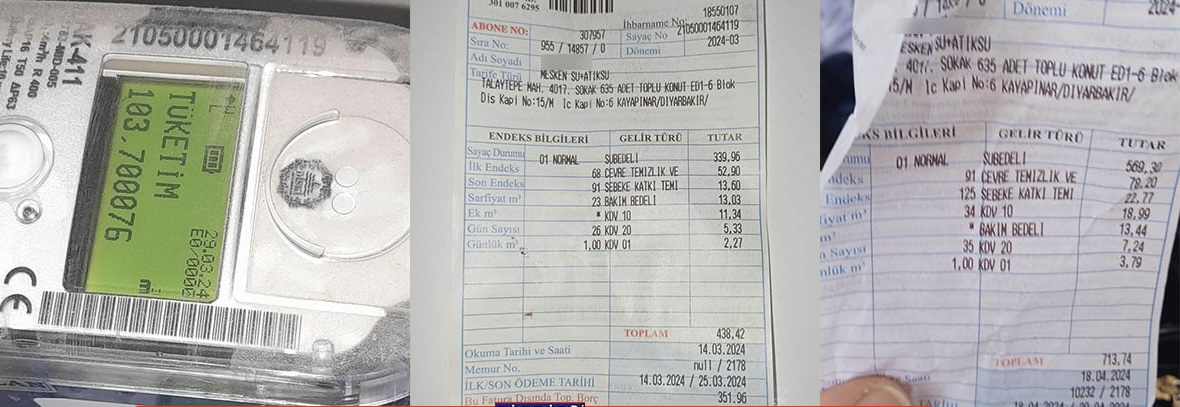 21050001464119
K-411
TÜKETİM
103,700076
29.03.24
301 007 6295
18550107
ABONE NO: 307957 İhbarname No:
Sayaç No 21050001464119
Sıra No: 955 / 14857 / 0 Dönemi 2024-03
Adı Soyadı
Tarife Türü MESKEN SU+ATIKSU
TALAYTEPE MAH. 4017. SOKAK 635 ADET TOPLU KONUT ED1-6 Blok
Dis Kapi No:15/M Ic Kapi No:6 KAYAPINAR/DIYARBAKIR/
ENDEKS BİLGİLERİ GELİR TÜRÜ TUTAR
Sayaç Durumu 01 NORMAL SUBEDELI 339,96
İlk Endeks 68 CEVRE TEMIZLIK VE 52,90
Son Endeks 91 SEBEKE KATKI TEMI 13,60
Sarfiyat m³ 23 BAKIM BEDELI 13,03
Ek m³ * KDV 10 11,34
Gün Sayısı 26 KDV 20 5,33
Günlük m³ 1,00 KDV 01 2,27
TOPLAM 438,42
Okuma Tarihi ve Saati 14.03.2024
Memur No. null / 2178
İLK/SON ÖDEME TARİHİ 14.03.2024 / 25.03.2024
Bu Fatura Dışında Top. Borç 351,96
Dönemi 2024-
ESKEN SU+ATIKSU
4017. SOKAK 635 ADET TOPLU KONUT ED1-6 Blok
15/M Ic Kapi No:6 KAYAPINAR/DIYARBAKIR/
EKS BİLGİLERİ GELİR TÜRÜ TUTAR
urumu 01 NORMAL SUBEDELI 569,30
ndeks 91 CEVRE TEMIZLIK VE 78,20
Endeks 125 SEBEKE KATKI TEMI 22,77
fiyat m³ 34 KDV 10 18,99
m³ * BAKIM BEDELI 13,44
n Sayısı 35 KDV 20 7,24
nlük m³ 1,00 KDV 01 3,79
TOPLAM 713,74
18.04.2024
10232 / 2178